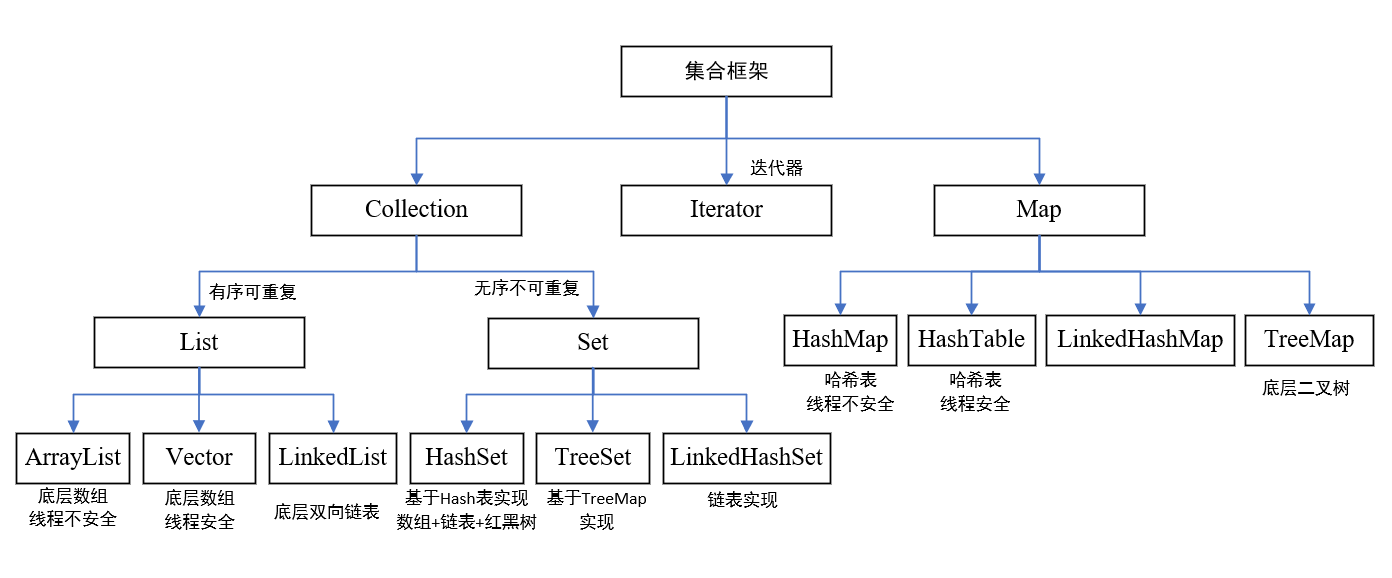 集合框架
迭代器
Collection
Iterator
Map
有序可重复
无序不可重复
List
Set
HashMap
HashTable
LinkedHashMap
TreeMap
哈希表
线程不安全
哈希表
线程安全
底层二叉树
ArrayList
Vector
LinkedList
HashSet
TreeSet
LinkedHashSet
底层数组
线程不安全
底层数组
线程安全
底层双向链表
基于Hash表实现
数组+链表+红黑树
基于TreeMap
实现
链表实现